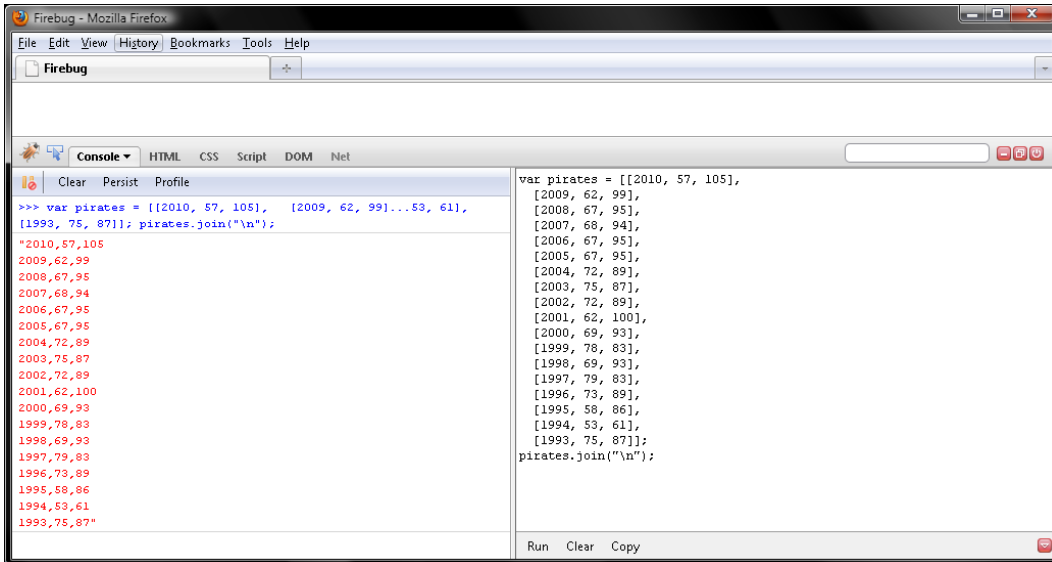 Firebug - Mozilla Firefox
File Edit View History Bookmarks Tools Help
Firebug
Console HTML CSS Script DOM Net
Clear Persist Profile
>>> var pirates = [[2010, 57, 105],   [2009, 62, 99]...53, 61],
[1993, 75, 87]]; pirates.join("\n");
"2010,57,105
2009,62,99
2008,67,95
2007,68,94
2006,67,95
2005,67,95
2004,72,89
2003,75,87
2002,72,89
2001,62,100
2000,69,93
1999,78,83
1998,69,93
1997,79,83
1996,73,89
1995,58,86
1994,53,61
1993,75,87"
var pirates = [[2010, 57, 105],
  [2009, 62, 99],
  [2008, 67, 95],
  [2007, 68, 94],
  [2006, 67, 95],
  [2005, 67, 95],
  [2004, 72, 89],
  [2003, 75, 87],
  [2002, 72, 89],
  [2001, 62, 100],
  [2000, 69, 93],
  [1999, 78, 83],
  [1998, 69, 93],
  [1997, 79, 83],
  [1996, 73, 89],
  [1995, 58, 86],
  [1994, 53, 61],
  [1993, 75, 87]];
pirates.join("\n");
Run Clear Copy